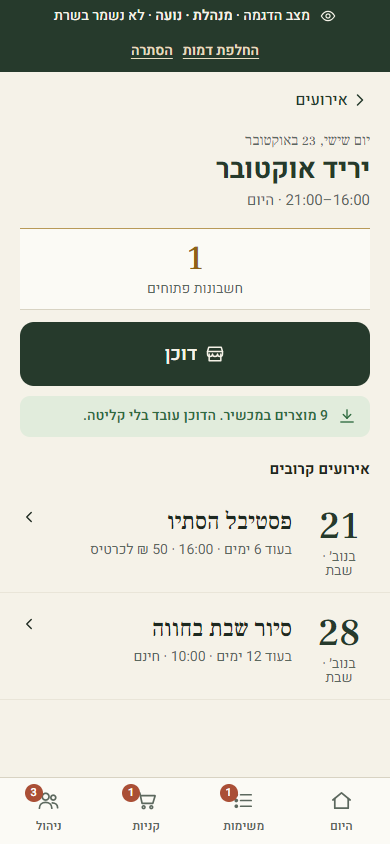 מצב הדגמה · מנהלת · נועה · לא נשמר בשרת
החלפת דמות הסתרה
אירועים
יום שישי, 23 באוקטובר
יריד אוקטובר
16:00–21:00 · היום
1
חשבונות פתוחים
דוכן
9 מוצרים במכשיר. הדוכן עובד בלי קליטה.
אירועים קרובים
21
בנוב׳ ·
שבת
פסטיבל הסתיו
בעוד 6 ימים · 16:00 · 50 ₪ לכרטיס
28
בנוב׳ ·
שבת
סיור שבת בחווה
בעוד 12 ימים · 10:00 · חינם
1 1 3
היום משימות קניות ניהול